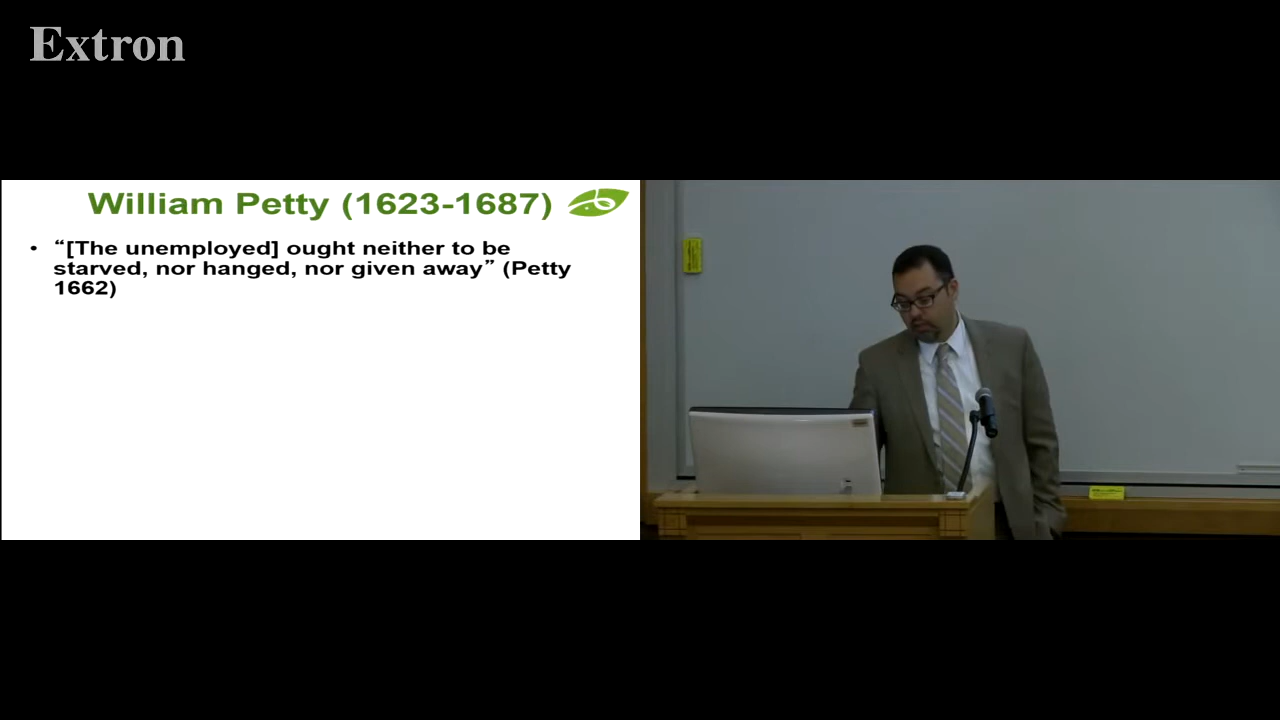 Extron
William Petty (1623-1687)
• “[The unemployed] ought neither to be
starved, nor hanged, nor given away” (Petty
1662)